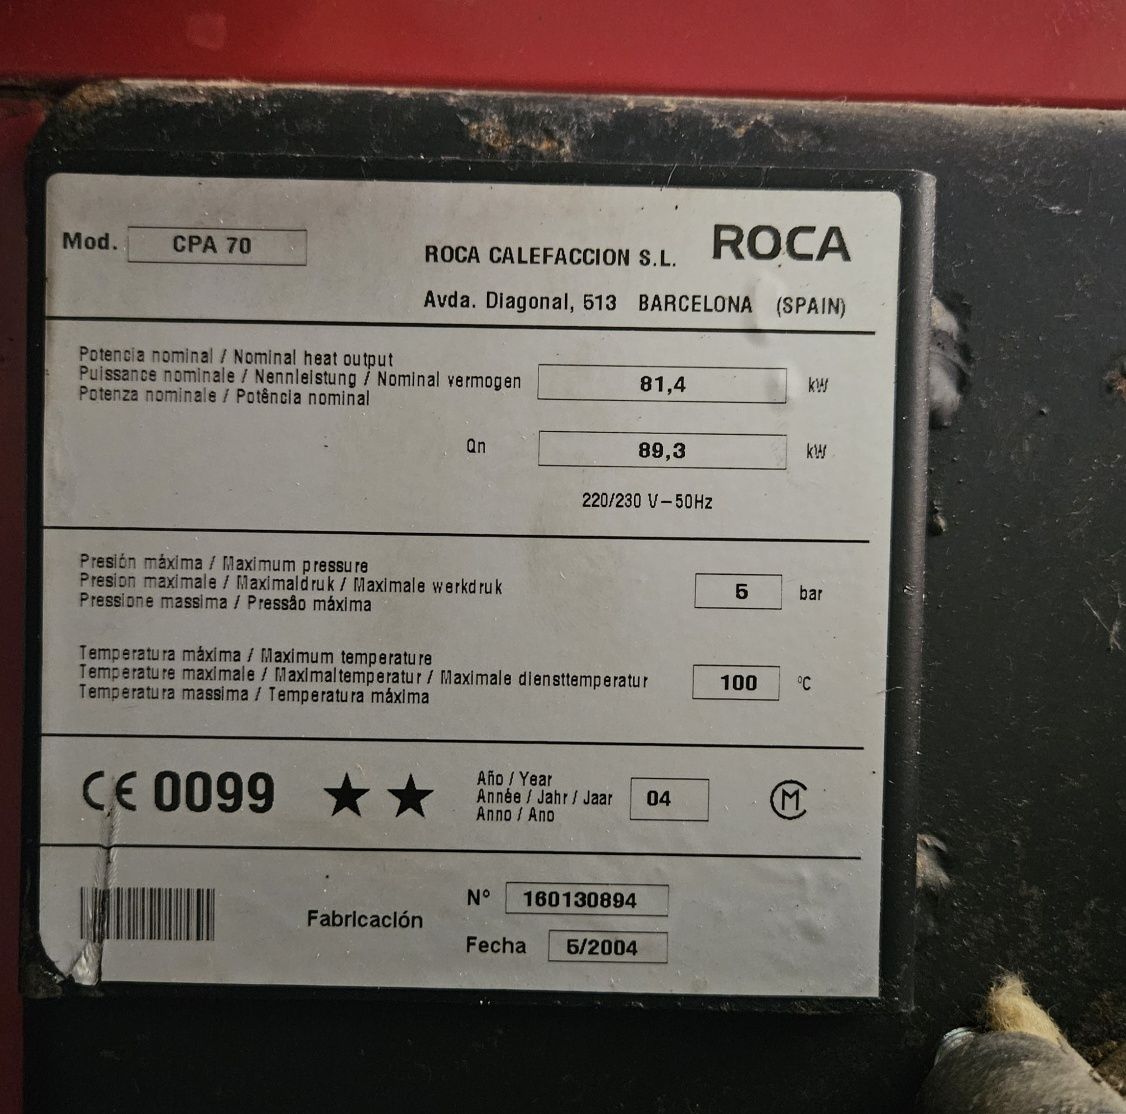 Mod. CPA 70
ROCA CALEFACCION S.L. ROCA
Avda. Diagonal, 513 BARCELONA (SPAIN)
Potencia nominal / Nominal heat output
Puissance nominale / Nennleistung / Nominal vermogen 81,4 kW
Potenza nominale / Potência nominal
Qn 89,3 kW
220/230 V-50Hz
Presión máxima / Maximum pressure
Presion maximale / Maximaldruk / Maximale werkdruk 5 bar
Pressione massima / Pressâo máxima
Temperatura máxima / Maximum temperature
Temperature maximale / Maximaltemperatur / Maximale diensttemperatur 100 ºC
Temperatura massima / Temperatura máxima
CE 0099 ★ ★
Año / Year
Année / Jahr / Jaar 04
Anno / Ano
CM
Fabricación
Nº 160130894
Fecha 5/2004